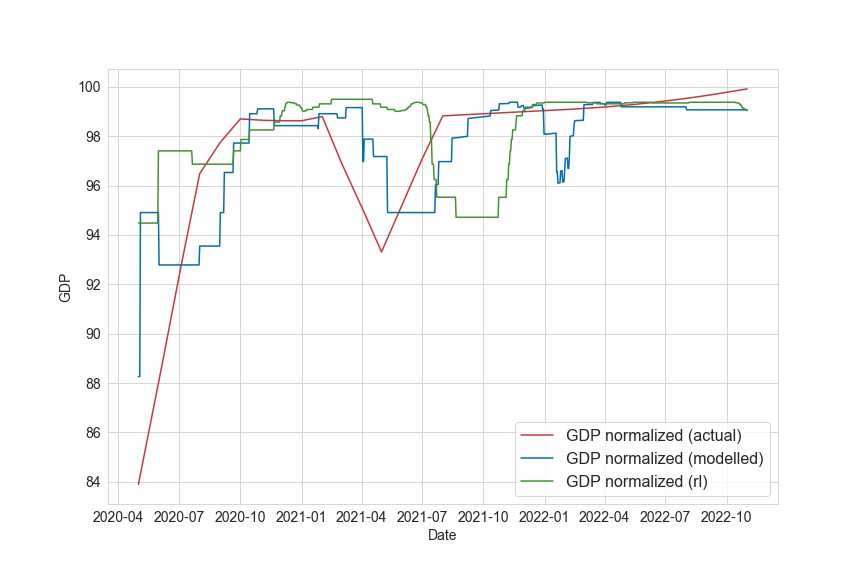 100
98
96
94
92
90
88
86
84
GDP
GDP normalized (actual)
GDP normalized (modelled)
GDP normalized (rl)
2020-04 2020-07 2020-10 2021-01 2021-04 2021-07 2021-10 2022-01 2022-04 2022-07 2022-10
Date